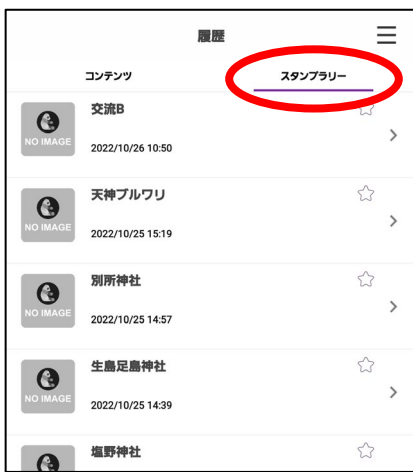 履歴
コンテンツ スタンプラリー
交流B
NO IMAGE
2022/10/26 10:50
天神ブルワリ
NO IMAGE
2022/10/25 15:19
別所神社
NO IMAGE
2022/10/25 14:57
生島足島神社
NO IMAGE
2022/10/25 14:39
塩野神社